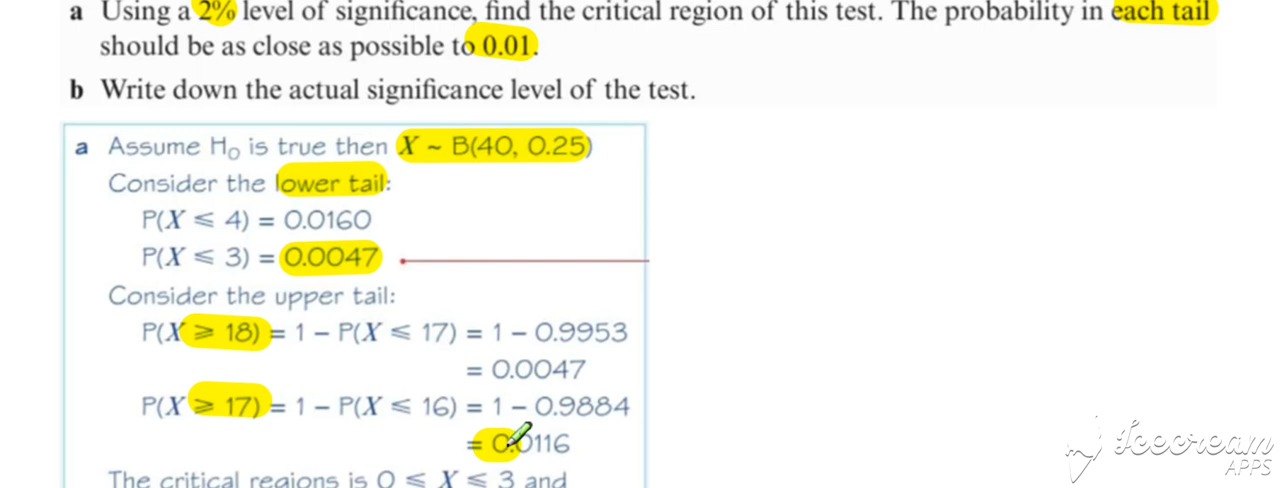 a Using a 2% level of significance, find the critical region of this test. The probability in each tail
should be as close as possible to 0.01.
b Write down the actual significance level of the test.
a Assume H₀ is true then X ~ B(40, 0.25)
Consider the lower tail:
P(X ⩽ 4) = 0.0160
P(X ⩽ 3) = 0.0047
Consider the upper tail:
P(X ⩾ 18) = 1 − P(X ⩽ 17) = 1 − 0.9953
= 0.0047
P(X ⩾ 17) = 1 − P(X ⩽ 16) = 1 − 0.9884
= 0.0116
The critical regions is 0 ⩽ X ⩽ 3 and
Icecream
APPS